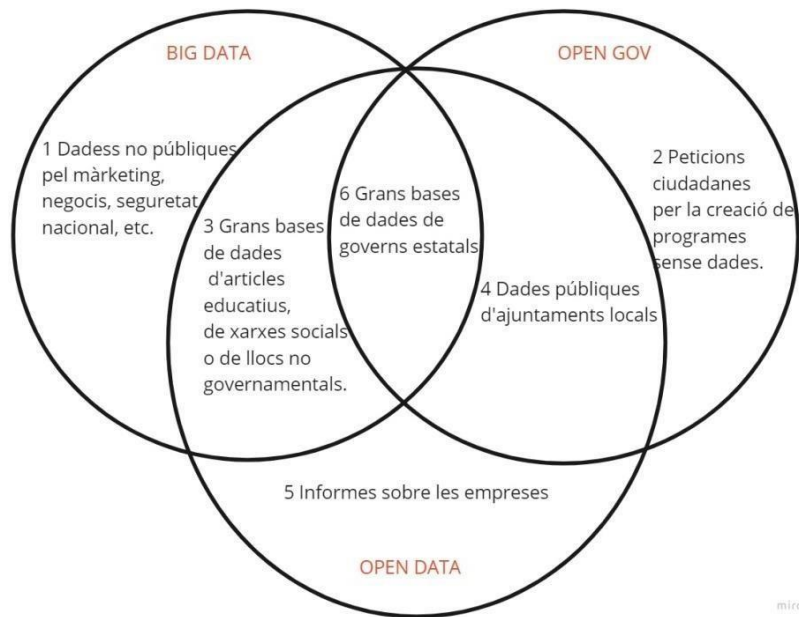 BIG DATA
OPEN GOV
1 Dadess no públiques
pel màrketing,
negocis, seguretat
nacional, etc.
2 Peticions
ciudadanes
per la creació de
programes
sense dades.
6 Grans bases
de dades de
governs estatals
3 Grans bases
de dades
d'articles
educatius,
de xarxes socials
o de llocs no
governamentals.
4 Dades públiques
d'ajuntaments locals
5 Informes sobre les empreses
OPEN DATA